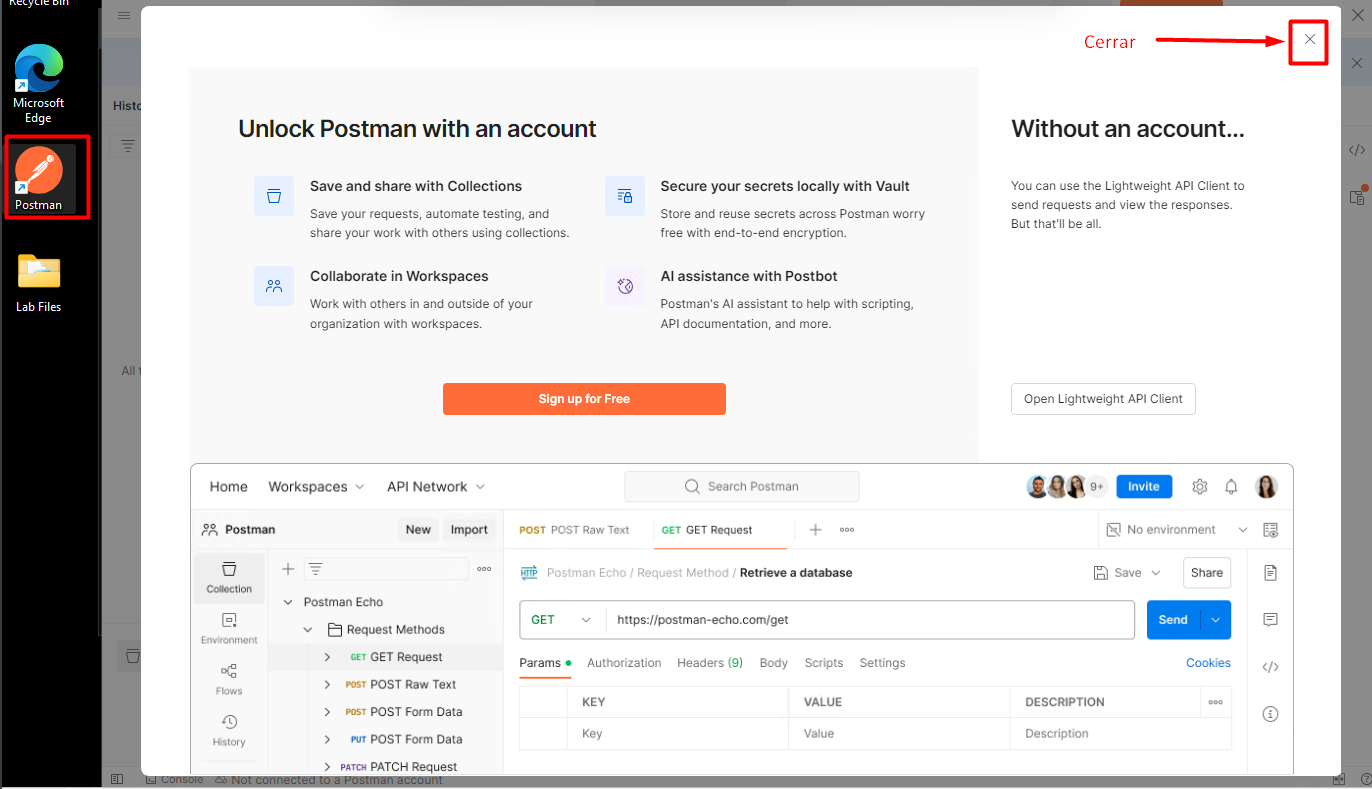 Recycle Bin
Microsoft
Edge
Postman
Lab Files
Histo
All t
Cerrar
Unlock Postman with an account
Save and share with Collections
Save your requests, automate testing, and
share your work with others using collections.
Secure your secrets locally with Vault
Store and reuse secrets across Postman worry
free with end-to-end encryption.
Collaborate in Workspaces
Work with others in and outside of your
organization with workspaces.
AI assistance with Postbot
Postman's AI assistant to help with scripting,
API documentation, and more.
Sign up for Free
Without an account...
You can use the Lightweight API Client to
send requests and view the responses.
But that'll be all.
Open Lightweight API Client
Home Workspaces API Network Search Postman 9+ Invite
Postman New Import
POST POST Raw Text GET GET Request No environment
Collection
Environment
Flows
History
Postman Echo
Request Methods
GET GET Request
POST POST Raw Text
POST POST Form Data
PUT POST Form Data
PATCH PATCH Request
HTTP Postman Echo / Request Method / Retrieve a database Save Share
GET https://postman-echo.com/get Send
Params Authorization Headers (9) Body Scripts Settings Cookies
KEY VALUE DESCRIPTION
Key Value Description
Console Not connected to a Postman account